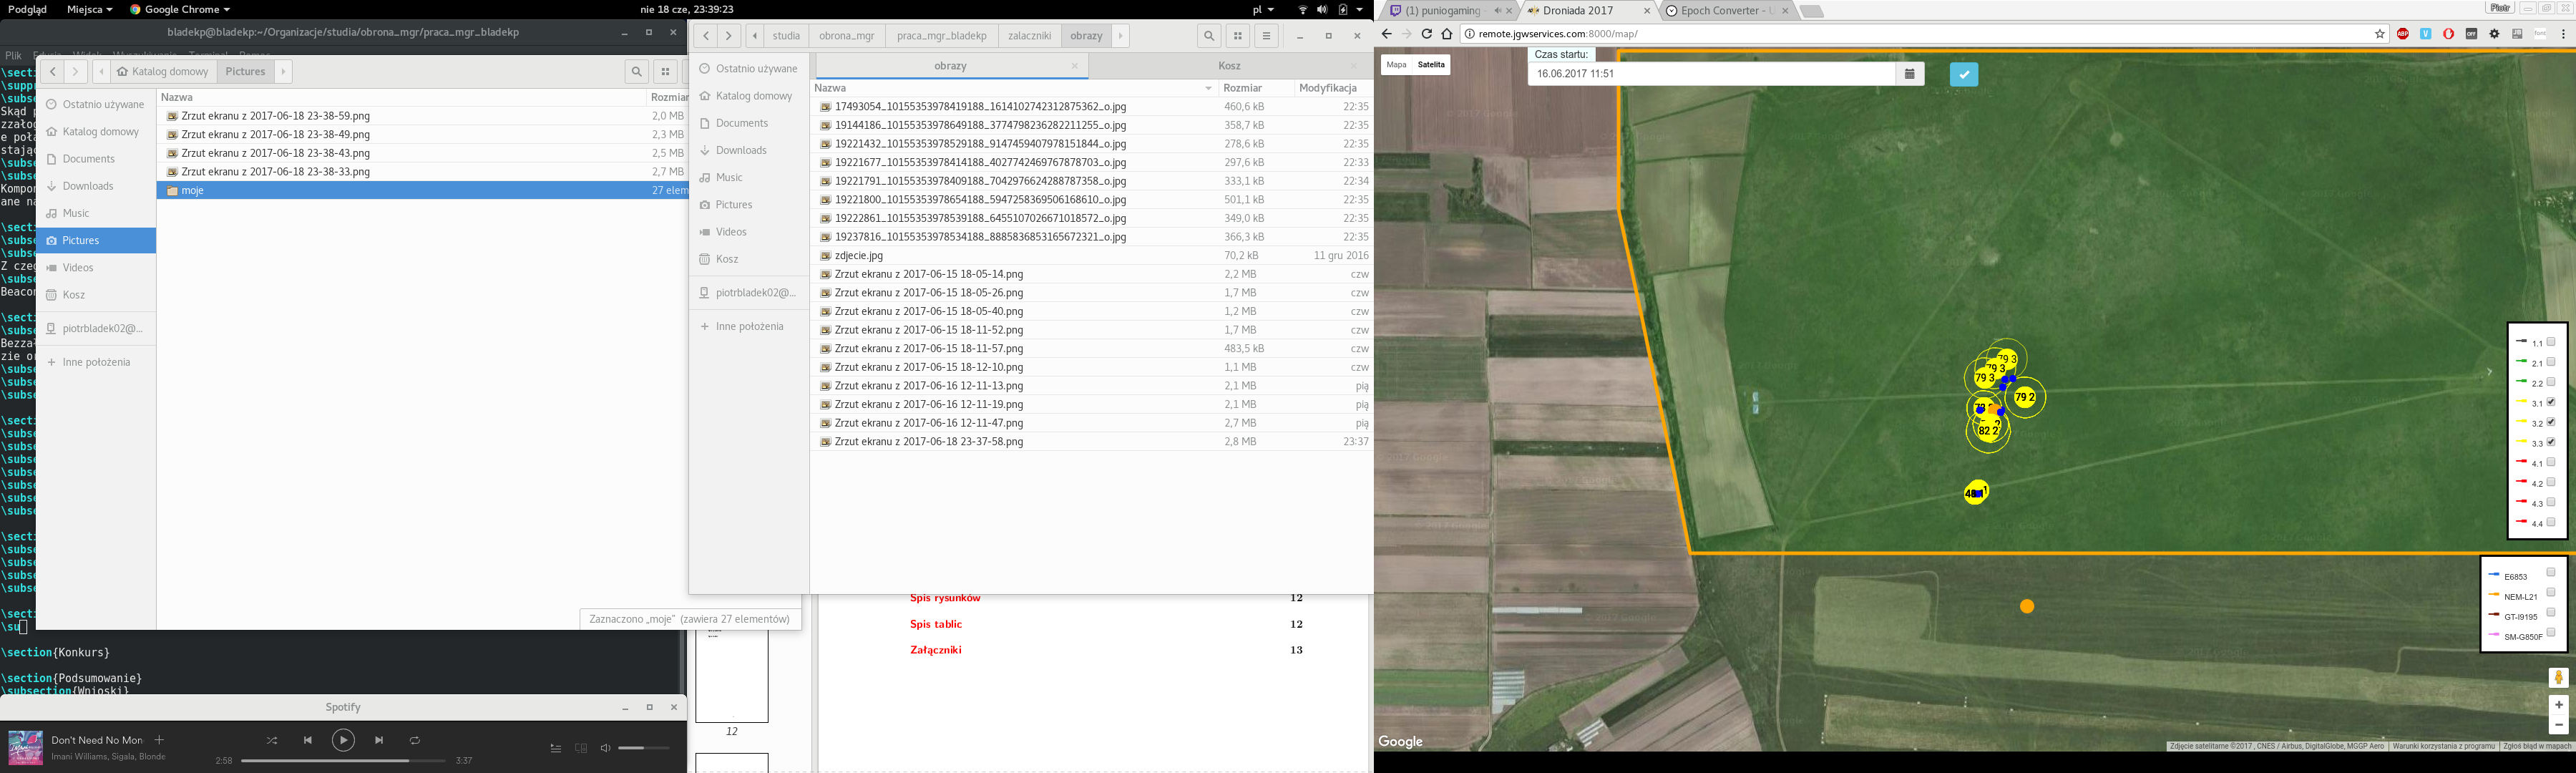 Podgląd Miejsca Google Chrome nie 18 cze, 23:39:23 pl
bladekp@bladekp:~/Organizacje/studia/obrona_mgr/praca_mgr_bladekp
Plik Edycja Widok Wyszukiwanie Terminal Pomoc
Katalog domowy Pictures
Nazwa Rozmiar
Ostatnio używane
Katalog domowy
Documents
Downloads
Music
Pictures
Videos
Kosz
piotrbladek02@...
Inne położenia
Zrzut ekranu z 2017-06-18 23-38-59.png 2,0 MB
Zrzut ekranu z 2017-06-18 23-38-49.png 2,3 MB
Zrzut ekranu z 2017-06-18 23-38-43.png 2,5 MB
Zrzut ekranu z 2017-06-18 23-38-33.png 2,7 MB
moje 27 elem
Zaznaczono „moje” (zawiera 27 elementów)
\su
\section{Konkurs}
\section{Podsumowanie}
\subsection{Wnioski}
Spotify
Don't Need No Mon
Imani Williams, Sigala, Blonde
2:58 3:37
studia obrona_mgr praca_mgr_bladekp zalaczniki obrazy
Ostatnio używane
Katalog domowy
Documents
Downloads
Music
Pictures
Videos
Kosz
piotrbladek02@...
Inne położenia
obrazy Kosz
Nazwa Rozmiar Modyfikacja
17493054_10155353978419188_1614102742312875362_o.jpg 460,6 kB 22:35
19144186_10155353978649188_3774798236282211255_o.jpg 358,7 kB 22:35
19221432_10155353978529188_9147459407978151844_o.jpg 278,6 kB 22:35
19221677_10155353978414188_4027742469767878703_o.jpg 297,6 kB 22:33
19221791_10155353978409188_7042976624288787358_o.jpg 333,1 kB 22:34
19221800_10155353978654188_5947258369506168610_o.jpg 501,1 kB 22:35
19222861_10155353978539188_6455107026671018572_o.jpg 349,0 kB 22:35
19237816_10155353978534188_8885836853165672321_o.jpg 366,3 kB 22:35
zdjecie.jpg 70,2 kB 11 gru 2016
Zrzut ekranu z 2017-06-15 18-05-14.png 2,2 MB czw
Zrzut ekranu z 2017-06-15 18-05-26.png 1,7 MB czw
Zrzut ekranu z 2017-06-15 18-05-40.png 1,2 MB czw
Zrzut ekranu z 2017-06-15 18-11-52.png 1,7 MB czw
Zrzut ekranu z 2017-06-15 18-11-57.png 483,5 kB czw
Zrzut ekranu z 2017-06-15 18-12-10.png 1,1 MB czw
Zrzut ekranu z 2017-06-16 12-11-13.png 2,1 MB pią
Zrzut ekranu z 2017-06-16 12-11-19.png 2,1 MB pią
Zrzut ekranu z 2017-06-16 12-11-47.png 2,7 MB pią
Zrzut ekranu z 2017-06-18 23-37-58.png 2,8 MB 23:37
Spis rysunków 12
Spis tablic 12
Załączniki 13
12
(1) puniogaming - Droniada 2017 Epoch Converter - U Piotr
remote.jgwservices.com:8000/map/
Mapa Satelita
Czas startu:
16.06.2017 11:51
79 3
79 3
79 3
79 2
82 2
1.1
2.1
2.2
3.1
3.2
3.3
4.1
4.2
4.3
4.4
E6853
NEM-L21
GT-I9195
SM-G850F
Google
Zdjęcie satelitarne ©2017 , CNES / Airbus, DigitalGlobe, MGGP Aero Warunki korzystania z programu Zgłoś błąd w mapach